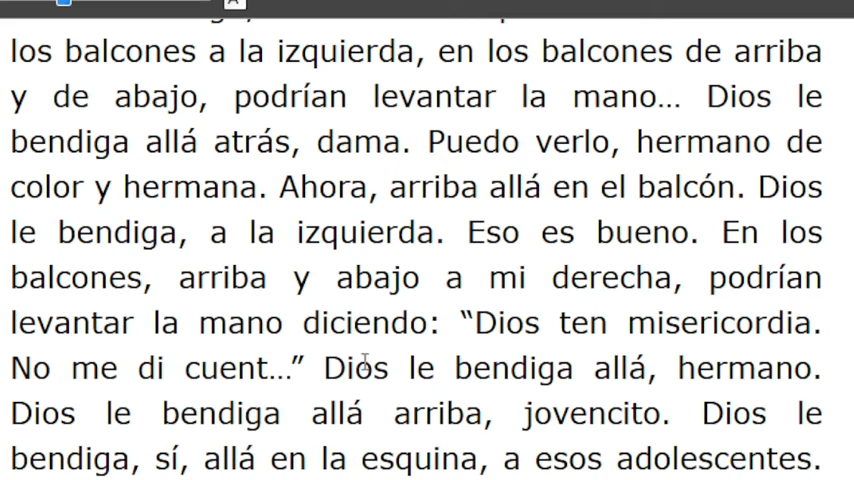 los balcones a la izquierda, en los balcones de arriba
y de abajo, podrían levantar la mano… Dios le
bendiga allá atrás, dama. Puedo verlo, hermano de
color y hermana. Ahora, arriba allá en el balcón. Dios
le bendiga, a la izquierda. Eso es bueno. En los
balcones, arriba y abajo a mi derecha, podrían
levantar la mano diciendo: “Dios ten misericordia.
No me di cuent…” Dios le bendiga allá, hermano.
Dios le bendiga allá arriba, jovencito. Dios le
bendiga, sí, allá en la esquina, a esos adolescentes.